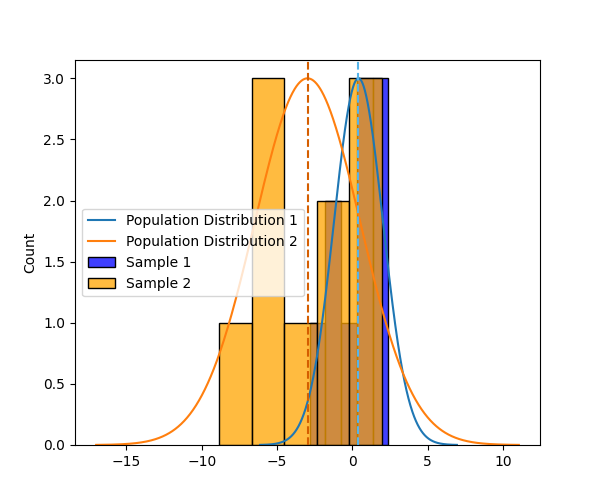 3.0
2.5
2.0
1.5
1.0
0.5
0.0
Count
Population Distribution 1
Population Distribution 2
Sample 1
Sample 2
−15 −10 −5 0 5 10